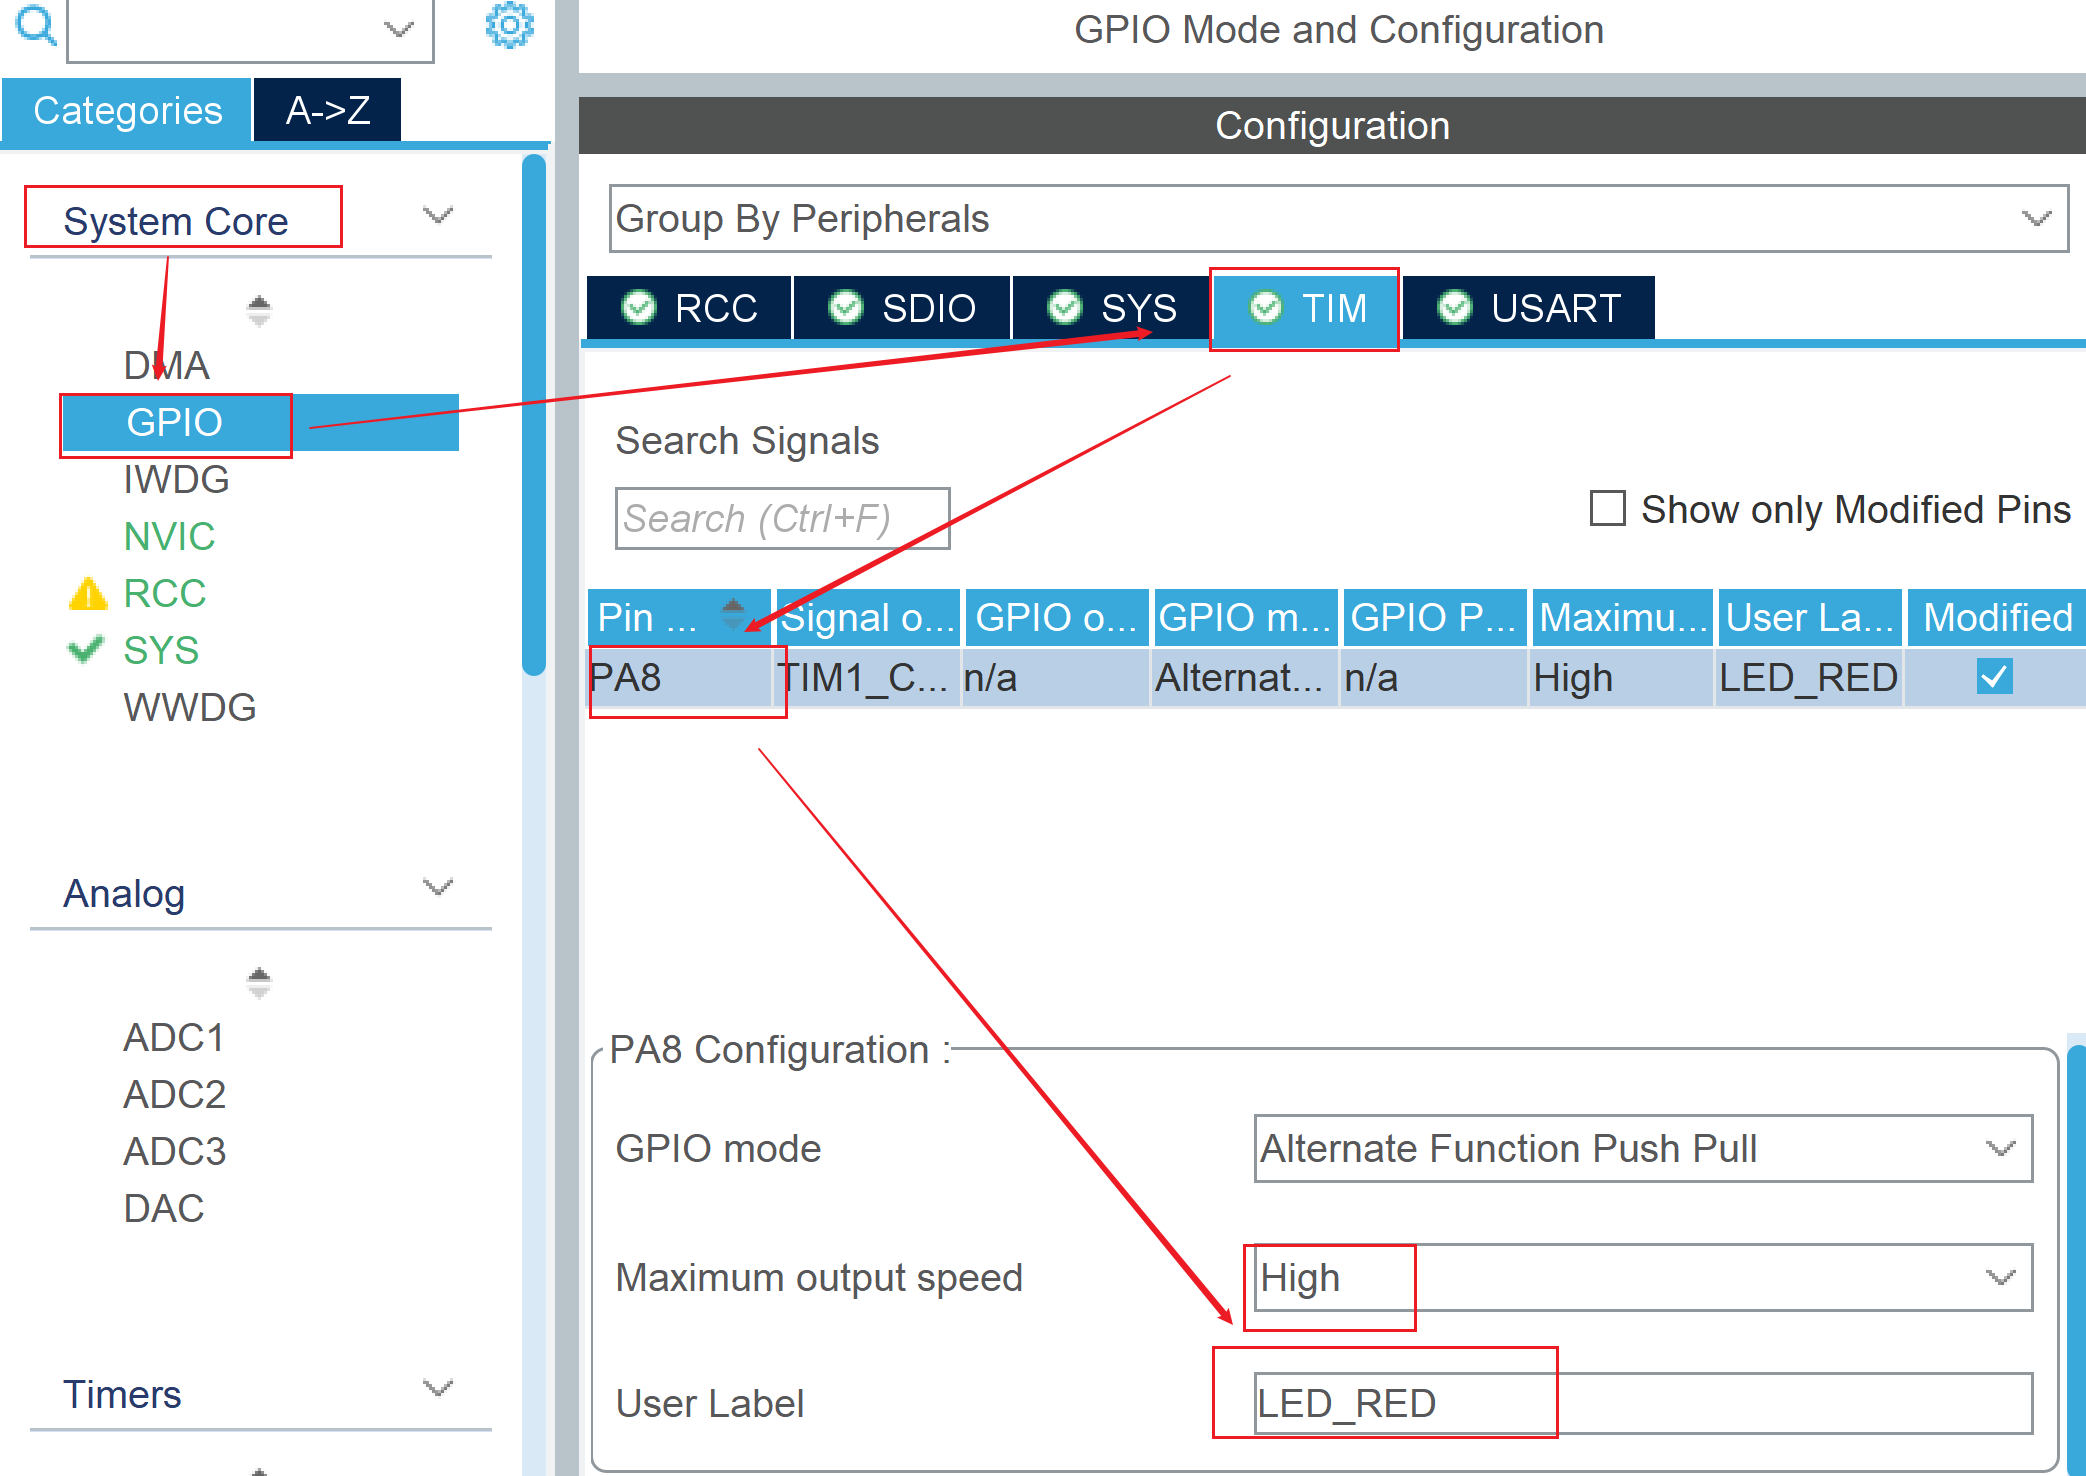 GPIO Mode and Configuration
Categories
A->Z
Configuration
System Core
Group By Peripherals
RCC
SDIO
SYS
TIM
USART
DMA
GPIO
IWDG
NVIC
RCC
SYS
WWDG
Search Signals
Search (Ctrl+F)
Show only Modified Pins
Pin ...
Signal o...
GPIO o...
GPIO m...
GPIO P...
Maximu...
User La...
Modified
PA8
TIM1_C...
n/a
Alternat...
n/a
High
LED_RED
Analog
ADC1
ADC2
ADC3
DAC
Timers
PA8 Configuration :
GPIO mode
Alternate Function Push Pull
Maximum output speed
High
User Label
LED_RED